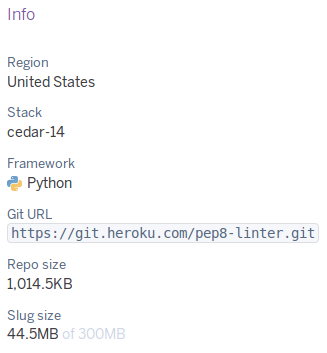 Info
Region
United States
Stack
cedar-14
Framework
Python
Git URL
https://git.heroku.com/pep8-linter.git
Repo size
1,014.5KB
Slug size
44.5MB of 300MB